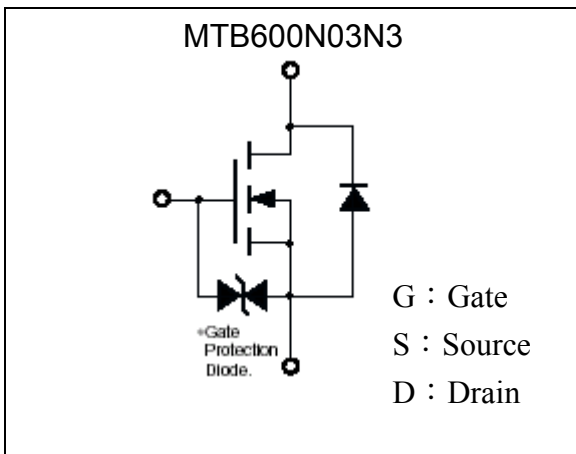 MTB600N03N3
*Gate
Protection
Diode.
G：Gate
S：Source
D：Drain